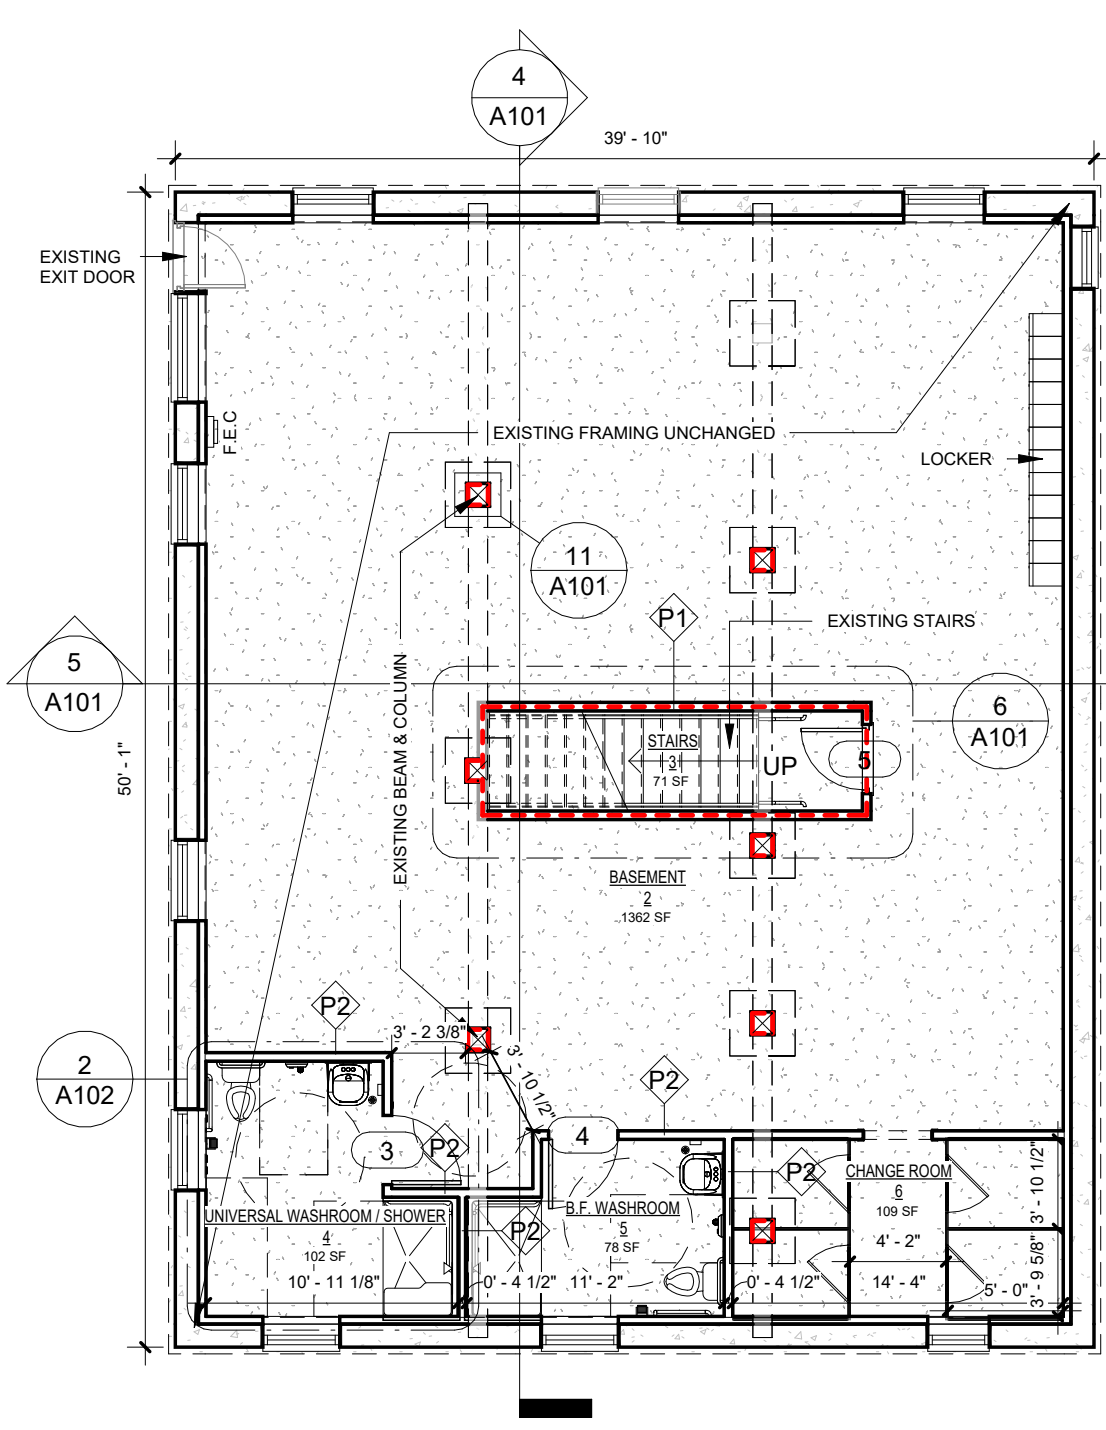 4
A101
39' - 10"
EXISTING
EXIT DOOR
F.E.C
EXISTING FRAMING UNCHANGED
LOCKER
11
A101
P1
EXISTING STAIRS
5
A101
EXISTING BEAM & COLUMN
6
A101
50' - 1"
STAIRS
3
71 SF
UP
5
BASEMENT
2
1362 SF
P2
3' - 2 3/8"
3' - 10 1/2"
2
A102
P2
3
P2
4
P2
CHANGE ROOM
6
109 SF
3' - 10 1/2"
UNIVERSAL WASHROOM / SHOWER
4
102 SF
P2
B.F. WASHROOM
5
78 SF
4' - 2"
10' - 11 1/8"
0' - 4 1/2"
11' - 2"
0' - 4 1/2"
14' - 4"
5' - 0"
3' - 9 5/8"